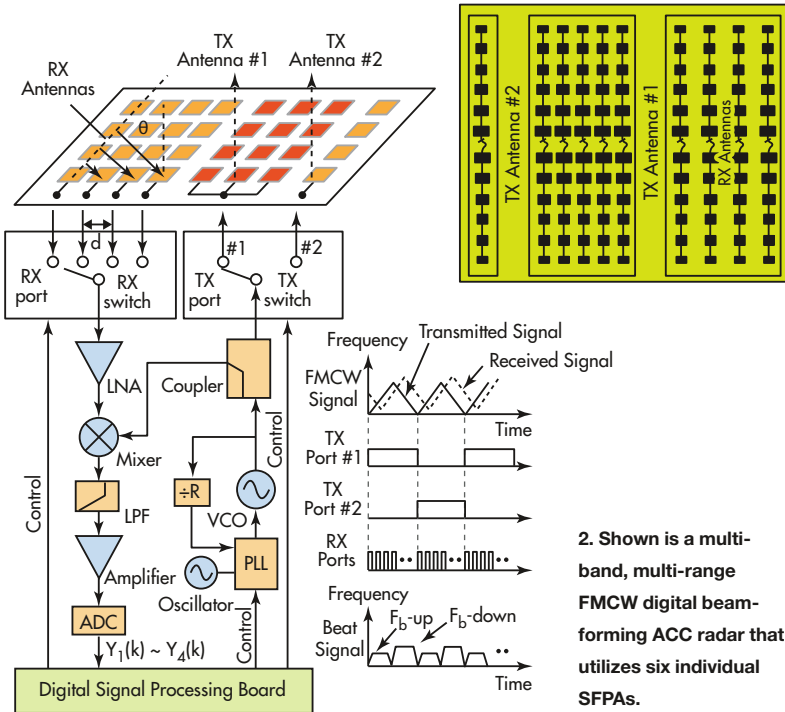 TX
Antenna #1
TX
Antenna #2
RX
Antennas
θ
TX Antenna #2
TX Antenna #1
RX Antennas
d
#1
#2
RX
port
RX
switch
TX
port
TX
switch
LNA
Coupler
Mixer
Control
÷R
VCO
LPF
Control
PLL
Amplifier
Oscillator
ADC
Control
Y1(k) ~ Y4(k)
Digital Signal Processing Board
Frequency
Transmitted Signal
Received Signal
FMCW
Signal
Time
TX
Port #1
TX
Port #2
RX
Ports
Frequency
Fb-up
Fb-down
Beat
Signal
Time
2. Shown is a multi-
band, multi-range
FMCW digital beam-
forming ACC radar that
utilizes six individual
SFPAs.